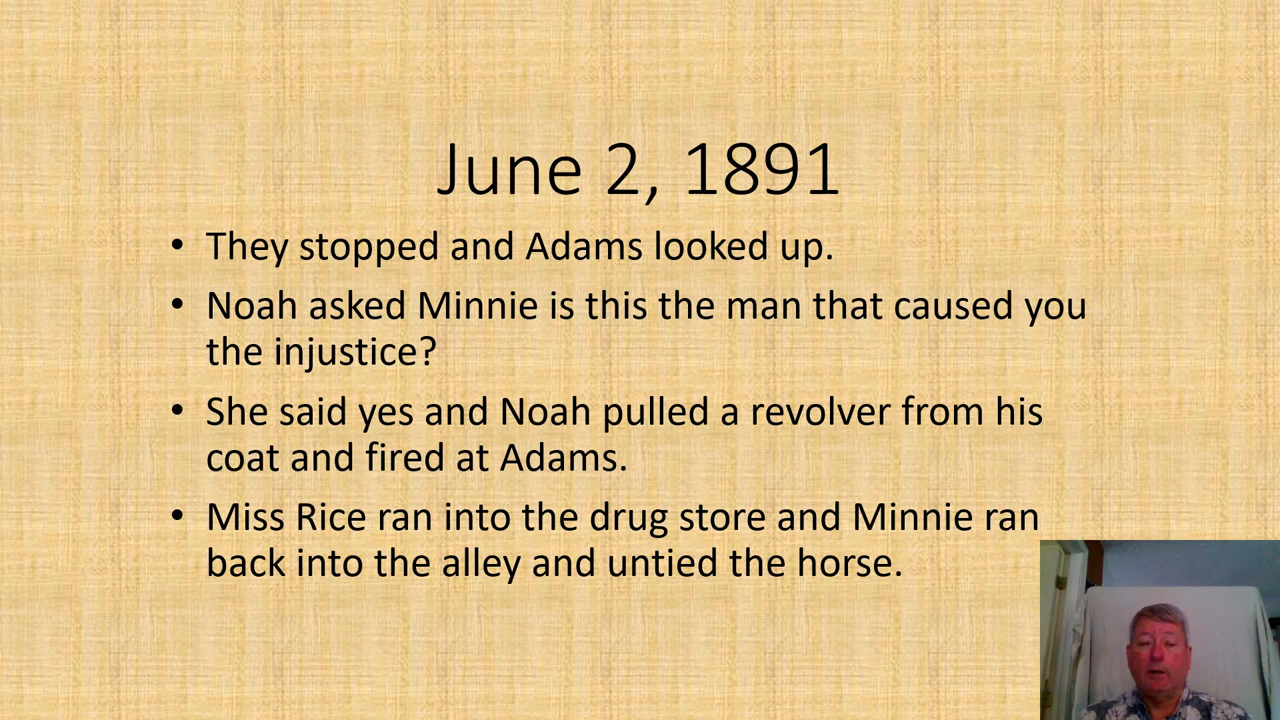 June 2, 1891
• They stopped and Adams looked up.
• Noah asked Minnie is this the man that caused you
the injustice?
• She said yes and Noah pulled a revolver from his
coat and fired at Adams.
• Miss Rice ran into the drug store and Minnie ran
back into the alley and untied the horse.